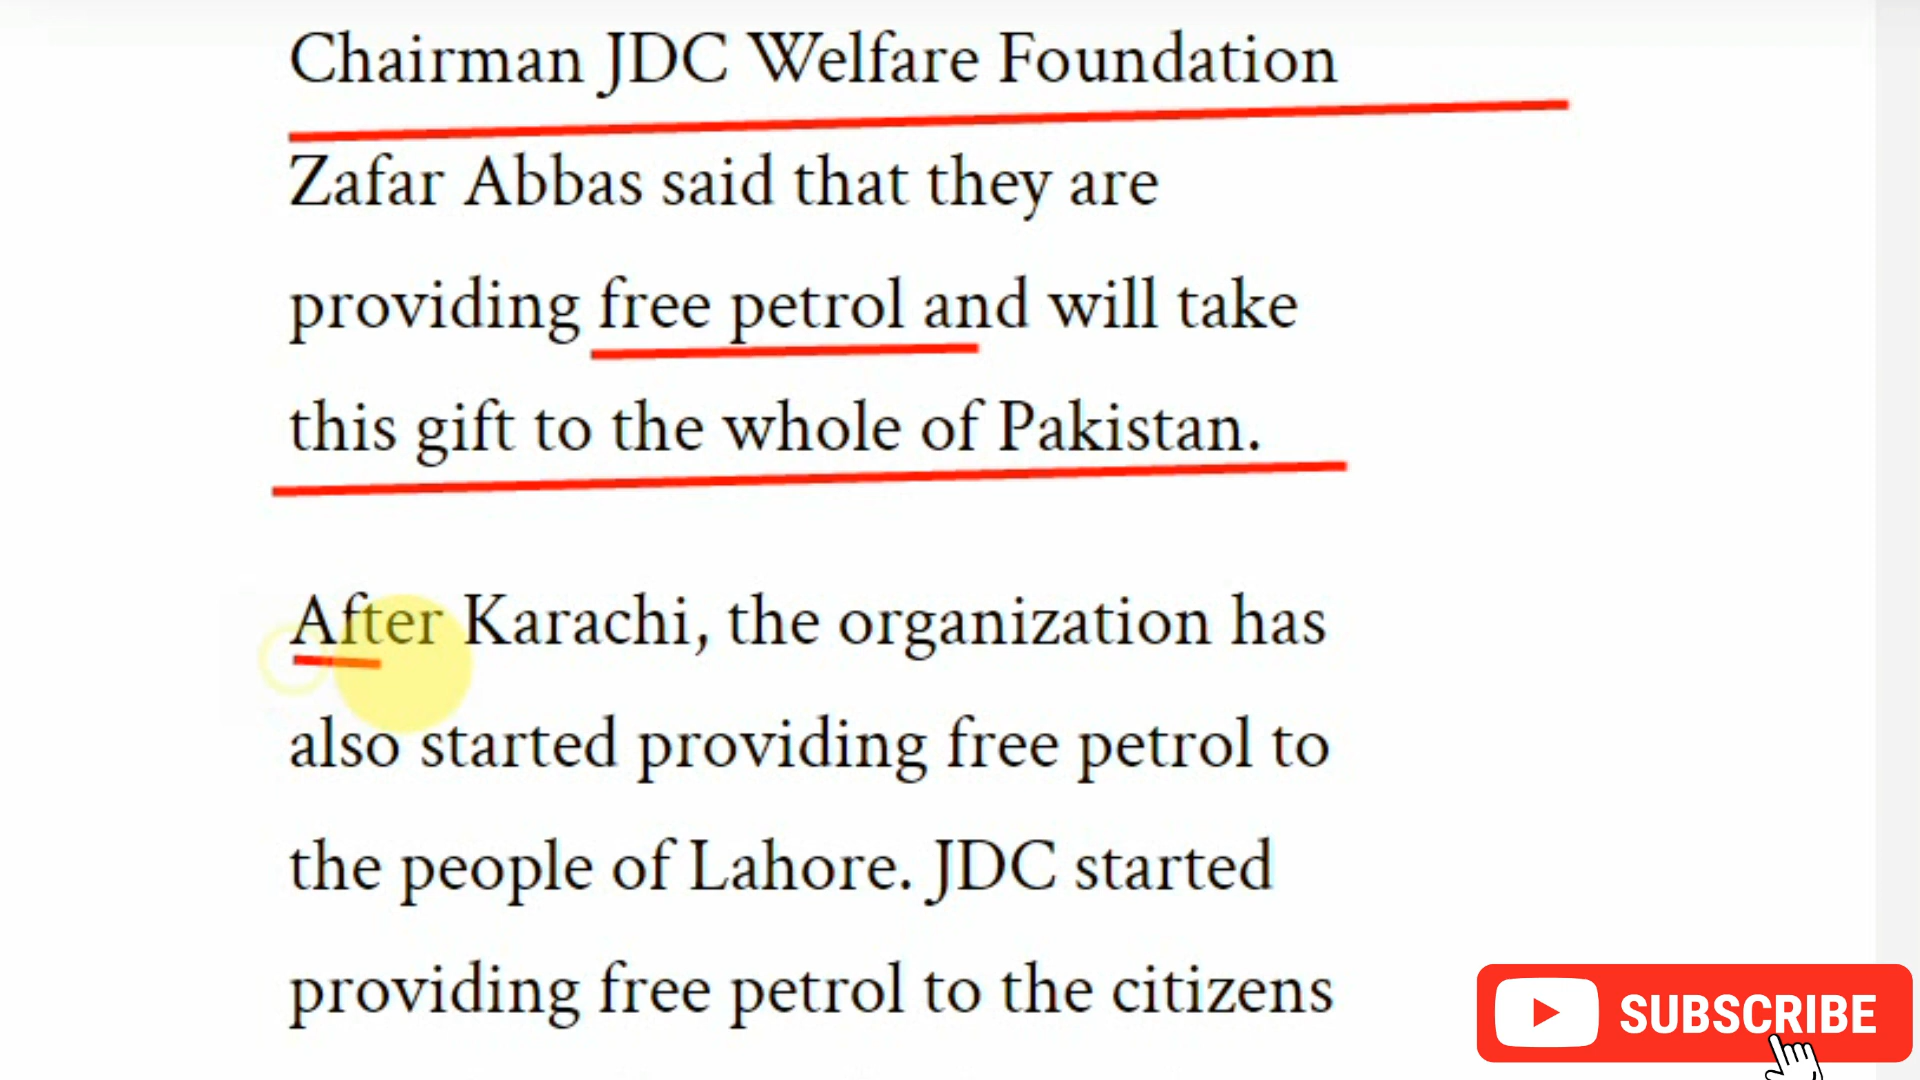 Chairman JDC Welfare Foundation
Zafar Abbas said that they are
providing free petrol and will take
this gift to the whole of Pakistan.
After Karachi, the organization has
also started providing free petrol to
the people of Lahore. JDC started
providing free petrol to the citizens
SUBSCRIBE